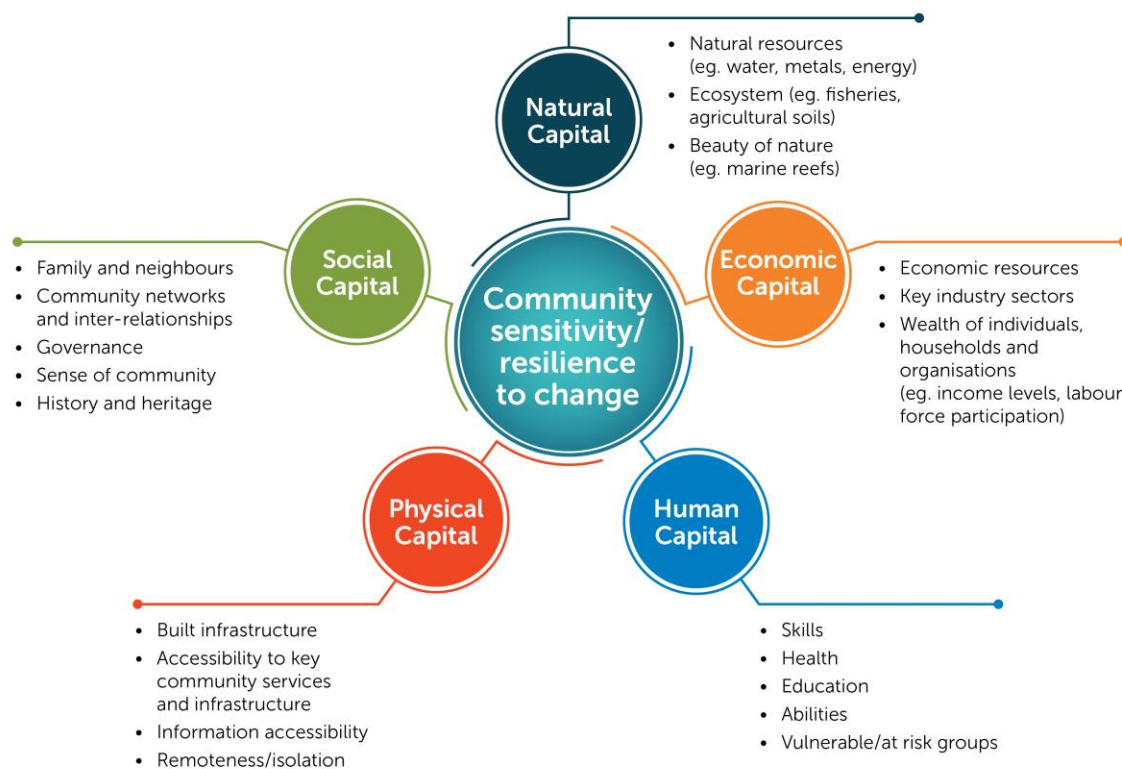 Natural
Capital
• Natural resources
(eg. water, metals, energy)
• Ecosystem (eg. fisheries,
agricultural soils)
• Beauty of nature
(eg. marine reefs)
Social
Capital
• Family and neighbours
• Community networks
and inter-relationships
• Governance
• Sense of community
• History and heritage
Community
sensitivity/
resilience
to change
Economic
Capital
• Economic resources
• Key industry sectors
• Wealth of individuals,
households and
organisations
(eg. income levels, labour
force participation)
Physical
Capital
• Built infrastructure
• Accessibility to key
community services
and infrastructure
• Information accessibility
• Remoteness/isolation
Human
Capital
• Skills
• Health
• Education
• Abilities
• Vulnerable/at risk groups